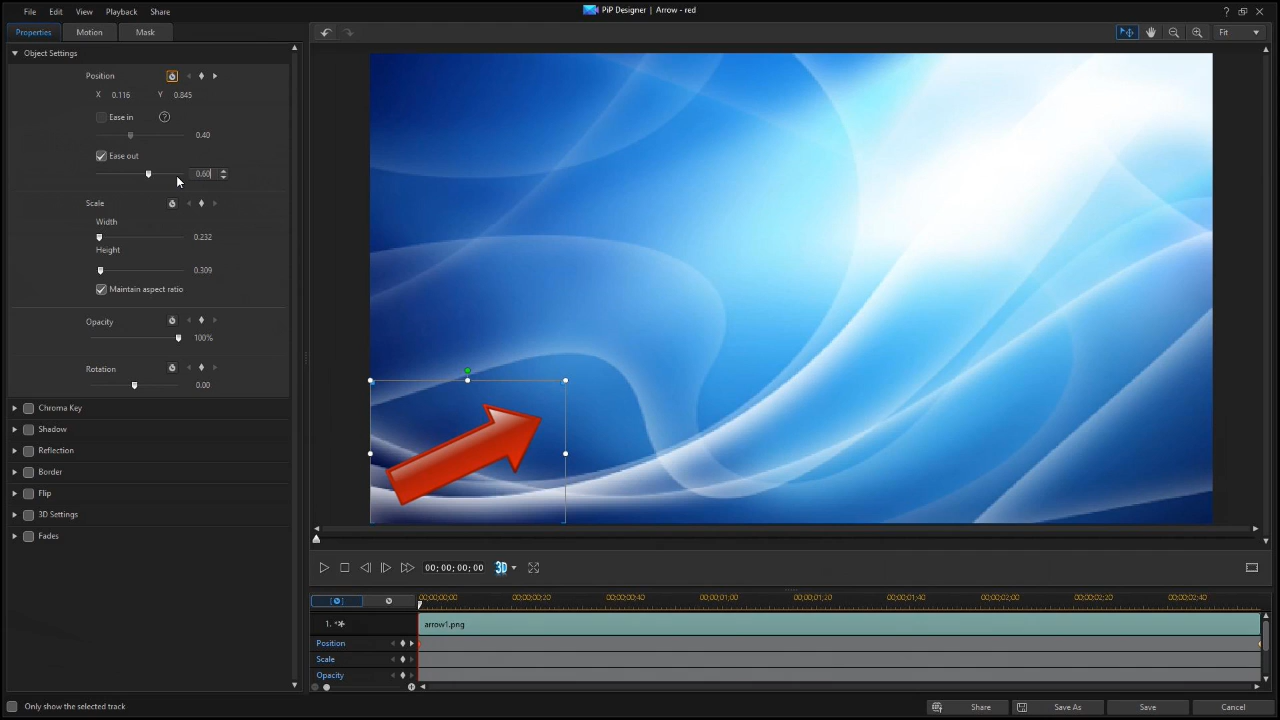 File Edit View Playback Share
PiP Designer | Arrow - red
?
Properties Motion Mask
Fit
Object Settings
Position
X 0.116 Y 0.845
Ease in ?
0.40
Ease out
0.60
Scale
Width
0.232
Height
0.309
Maintain aspect ratio
Opacity
100%
Rotation
0.00
Chroma Key
Shadow
Reflection
Border
Flip
3D Settings
Fades
00;00;00;00 3D
00;00;00;00 00;00;00;20 00;00;00;40 00;00;01;00 00;00;01;20 00;00;01;40 00;00;02;00 00;00;02;20 00;00;02;40
1. arrow1.png
Position
Scale
Opacity
Only show the selected track
Share Save As Save Cancel